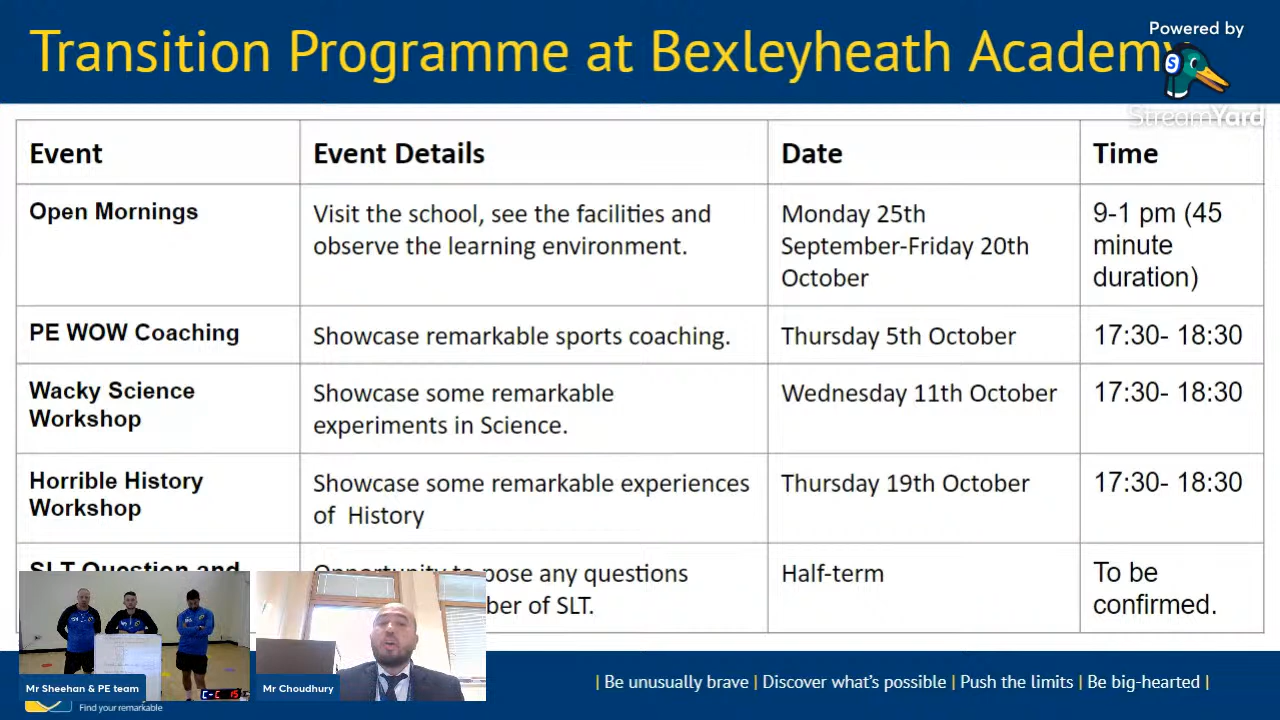 Transition Programme at Bexleyheath Academy
Powered by
StreamYard
Event
Event Details
Date
Time
Open Mornings
Visit the school, see the facilities and
observe the learning environment.
Monday 25th
September-Friday 20th
October
9-1 pm (45
minute
duration)
PE WOW Coaching
Showcase remarkable sports coaching.
Thursday 5th October
17:30- 18:30
Wacky Science
Workshop
Showcase some remarkable
experiments in Science.
Wednesday 11th October
17:30- 18:30
Horrible History
Workshop
Showcase some remarkable experiences
of History
Thursday 19th October
17:30- 18:30
SLT Question and
Opportunity to pose any questions
ber of SLT.
Half-term
To be
confirmed.
Mr Sheehan & PE team
Mr Choudhury
Find your remarkable
| Be unusually brave | Discover what's possible | Push the limits | Be big-hearted |